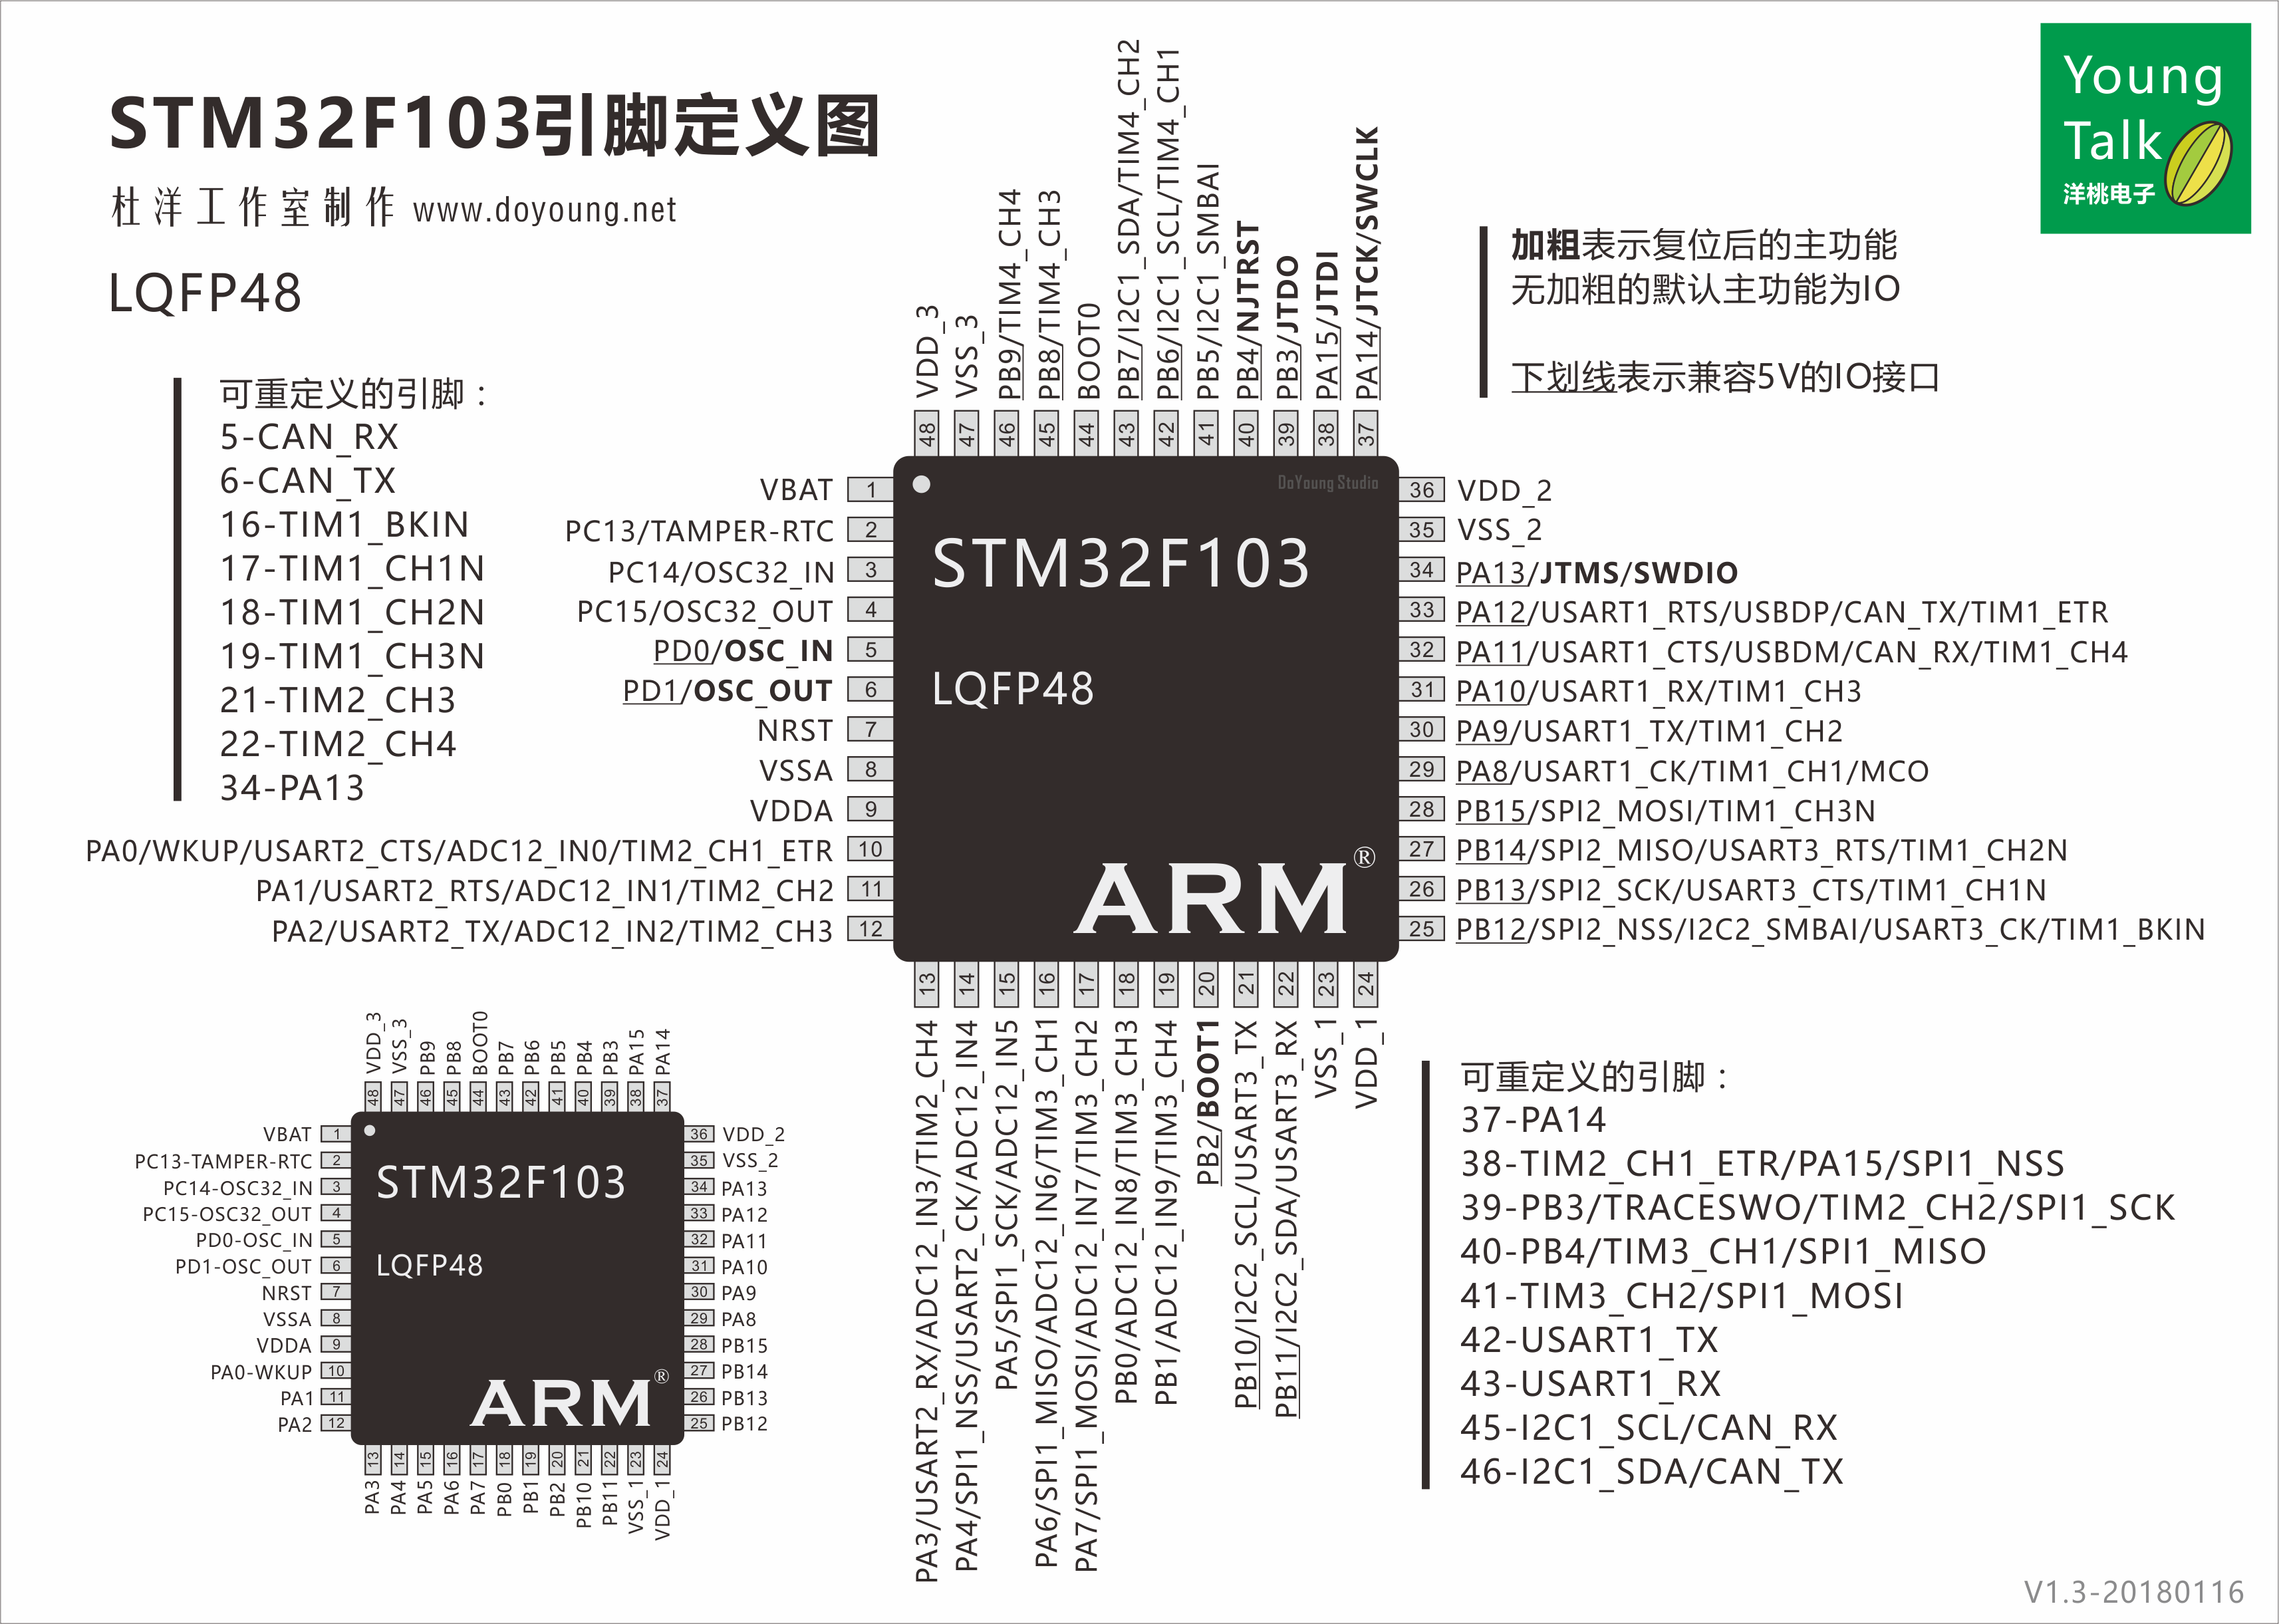 STM32F103引脚定义图
杜洋工作室制作 www.doyoung.net
LQFP48
Young
Talk
洋桃电子
加粗表示复位后的主功能
无加粗的默认主功能为IO
下划线表示兼容5V的IO接口
可重定义的引脚：
5-CAN_RX
6-CAN_TX
16-TIM1_BKIN
17-TIM1_CH1N
18-TIM1_CH2N
19-TIM1_CH3N
21-TIM2_CH3
22-TIM2_CH4
34-PA13
VDD_3 48
VSS_3 47
PB9/TIM4_CH4 46
PB8/TIM4_CH3 45
BOOT0 44
PB7/I2C1_SDA/TIM4_CH2 43
PB6/I2C1_SCL/TIM4_CH1 42
PB5/I2C1_SMBAI 41
PB4/NJTRST 40
PB3/JTDO 39
PA15/JTDI 38
PA14/JTCK/SWCLK 37
VBAT 1
PC13/TAMPER-RTC 2
PC14/OSC32_IN 3
PC15/OSC32_OUT 4
PD0/OSC_IN 5
PD1/OSC_OUT 6
NRST 7
VSSA 8
VDDA 9
PA0/WKUP/USART2_CTS/ADC12_IN0/TIM2_CH1_ETR 10
PA1/USART2_RTS/ADC12_IN1/TIM2_CH2 11
PA2/USART2_TX/ADC12_IN2/TIM2_CH3 12
DoYoung Studio
STM32F103
LQFP48
ARM®
36 VDD_2
35 VSS_2
34 PA13/JTMS/SWDIO
33 PA12/USART1_RTS/USBDP/CAN_TX/TIM1_ETR
32 PA11/USART1_CTS/USBDM/CAN_RX/TIM1_CH4
31 PA10/USART1_RX/TIM1_CH3
30 PA9/USART1_TX/TIM1_CH2
29 PA8/USART1_CK/TIM1_CH1/MCO
28 PB15/SPI2_MOSI/TIM1_CH3N
27 PB14/SPI2_MISO/USART3_RTS/TIM1_CH2N
26 PB13/SPI2_SCK/USART3_CTS/TIM1_CH1N
25 PB12/SPI2_NSS/I2C2_SMBAI/USART3_CK/TIM1_BKIN
13 PA3/USART2_RX/ADC12_IN3/TIM2_CH4
14 PA4/SPI1_NSS/USART2_CK/ADC12_IN4
15 PA5/SPI1_SCK/ADC12_IN5
16 PA6/SPI1_MISO/ADC12_IN6/TIM3_CH1
17 PA7/SPI1_MOSI/ADC12_IN7/TIM3_CH2
18 PB0/ADC12_IN8/TIM3_CH3
19 PB1/ADC12_IN9/TIM3_CH4
20 PB2/BOOT1
21 PB10/I2C2_SCL/USART3_TX
22 PB11/I2C2_SDA/USART3_RX
23 VSS_1
24 VDD_1
VDD_3 48
VSS_3 47
PB9 46
PB8 45
BOOT0 44
PB7 43
PB6 42
PB5 41
PB4 40
PB3 39
PA15 38
PA14 37
VBAT 1
PC13-TAMPER-RTC 2
PC14-OSC32_IN 3
PC15-OSC32_OUT 4
PD0-OSC_IN 5
PD1-OSC_OUT 6
NRST 7
VSSA 8
VDDA 9
PA0-WKUP 10
PA1 11
PA2 12
STM32F103
LQFP48
ARM®
36 VDD_2
35 VSS_2
34 PA13
33 PA12
32 PA11
31 PA10
30 PA9
29 PA8
28 PB15
27 PB14
26 PB13
25 PB12
13 PA3
14 PA4
15 PA5
16 PA6
17 PA7
18 PB0
19 PB1
20 PB2
21 PB10
22 PB11
23 VSS_1
24 VDD_1
可重定义的引脚：
37-PA14
38-TIM2_CH1_ETR/PA15/SPI1_NSS
39-PB3/TRACESWO/TIM2_CH2/SPI1_SCK
40-PB4/TIM3_CH1/SPI1_MISO
41-TIM3_CH2/SPI1_MOSI
42-USART1_TX
43-USART1_RX
45-I2C1_SCL/CAN_RX
46-I2C1_SDA/CAN_TX
V1.3-20180116